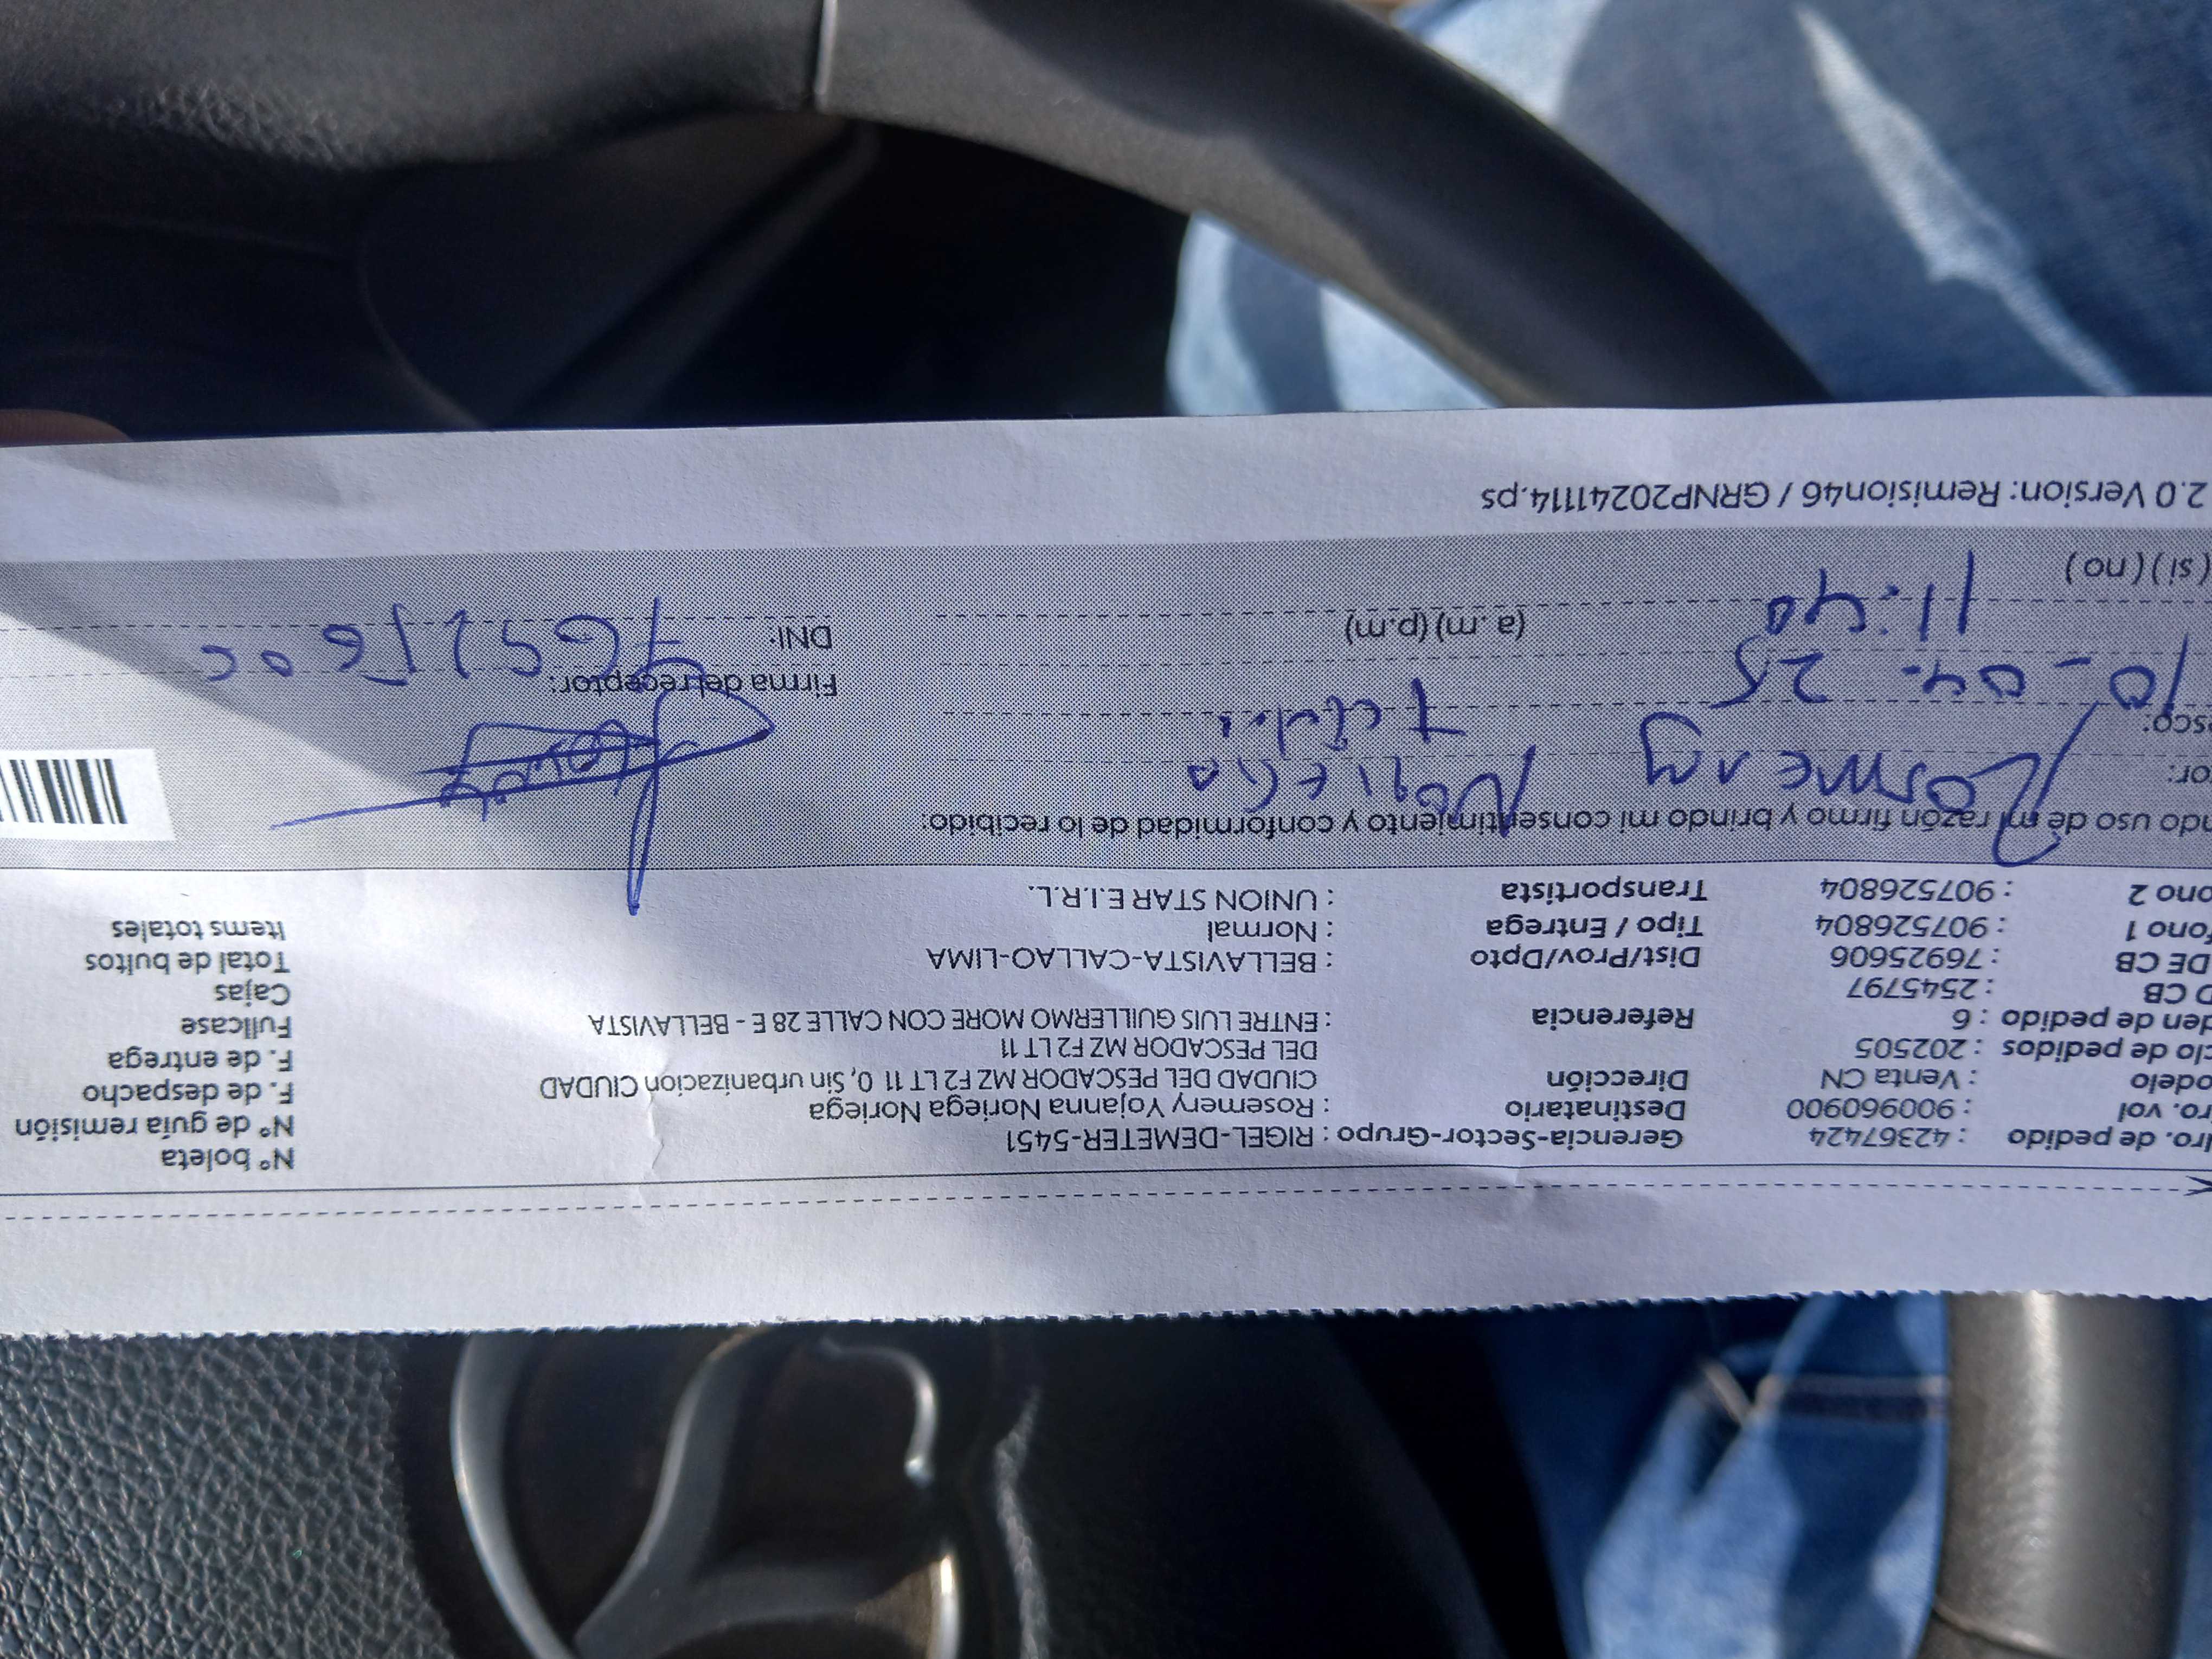 Nº boleta
Nº de guía remisión
F. de despacho
F. de entrega
Fullcase
Cajas
Total de bultos
Items totales
dro. de pedido : 42367424 Gerencia-Sector-Grupo : RIGEL-DEMETER-5451
ro. vol : 900960900 Destinatario : Rosemery Yojanna Noriega Noriega
odelo : Venta CN Dirección CIUDAD DEL PESCADOR MZ F2 LT 11 0, Sin urbanizacion CIUDAD
clo de pedidos : 202505 DEL PESCADOR MZ F2 LT 11
den de pedido : 6 Referencia : ENTRE LUIS GUILLERMO MORE CON CALLE 28 E - BELLAVISTA
D CB : 2545797
DE CB : 76925606 Dist/Prov/Dpto : BELLAVISTA-CALLAO-LIMA
fono 1 : 907526804 Tipo / Entrega : Normal
ono 2 : 907526804 Transportista : UNION STAR E.I.R.L.
ndo uso de mi razón firmo y brindo mi consentimiento y conformidad de lo recibido:
or: Rosmery Noriega
esco:
10-04-25 Firma del receptor:
11:40 (a. m) (p.m) DNI:
(si) (no)
2.0 Version: Remision46 / GRNP20241114.ps